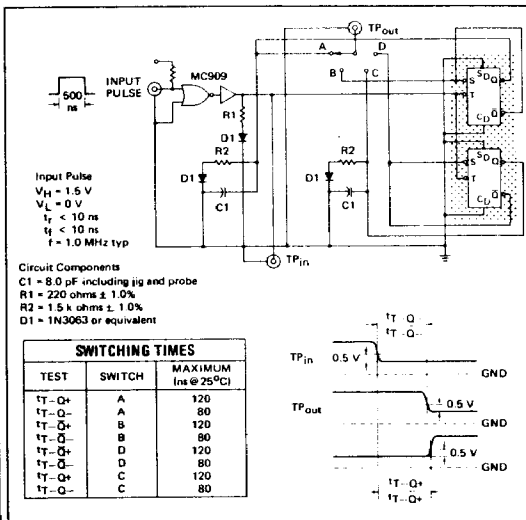 TPout
A
D
B
C
MC909
INPUT
PULSE
500
ns
R1
D1
R2
D1
C1
R2
D1
C1
S
SD
Q
T
CD
Q̄
S
SD
Q
T
CD
Q̄
TPin
Input Pulse
VH = 1.5 V
VL = 0 V
tr < 10 ns
tf < 10 ns
f = 1.0 MHz typ
Circuit Components
C1 = 8.0 pF including jig and probe
R1 = 220 ohms ± 1.0%
R2 = 1.5 k ohms ± 1.0%
D1 = 1N3063 or equivalent
SWITCHING TIMES
TEST SWITCH MAXIMUM
(ns @ 25°C)
tT–Q+ A 120
tT–Q– A 80
tT–Q̄+ B 120
tT–Q̄– B 80
tT–Q̄+ D 120
tT–Q̄– D 80
tT–Q+ C 120
tT–Q– C 80
tT–Q–
tT–Q–
TPin
0.5 V
GND
TPout
0.5 V
GND
0.5 V
GND
tT–Q+
tT–Q+